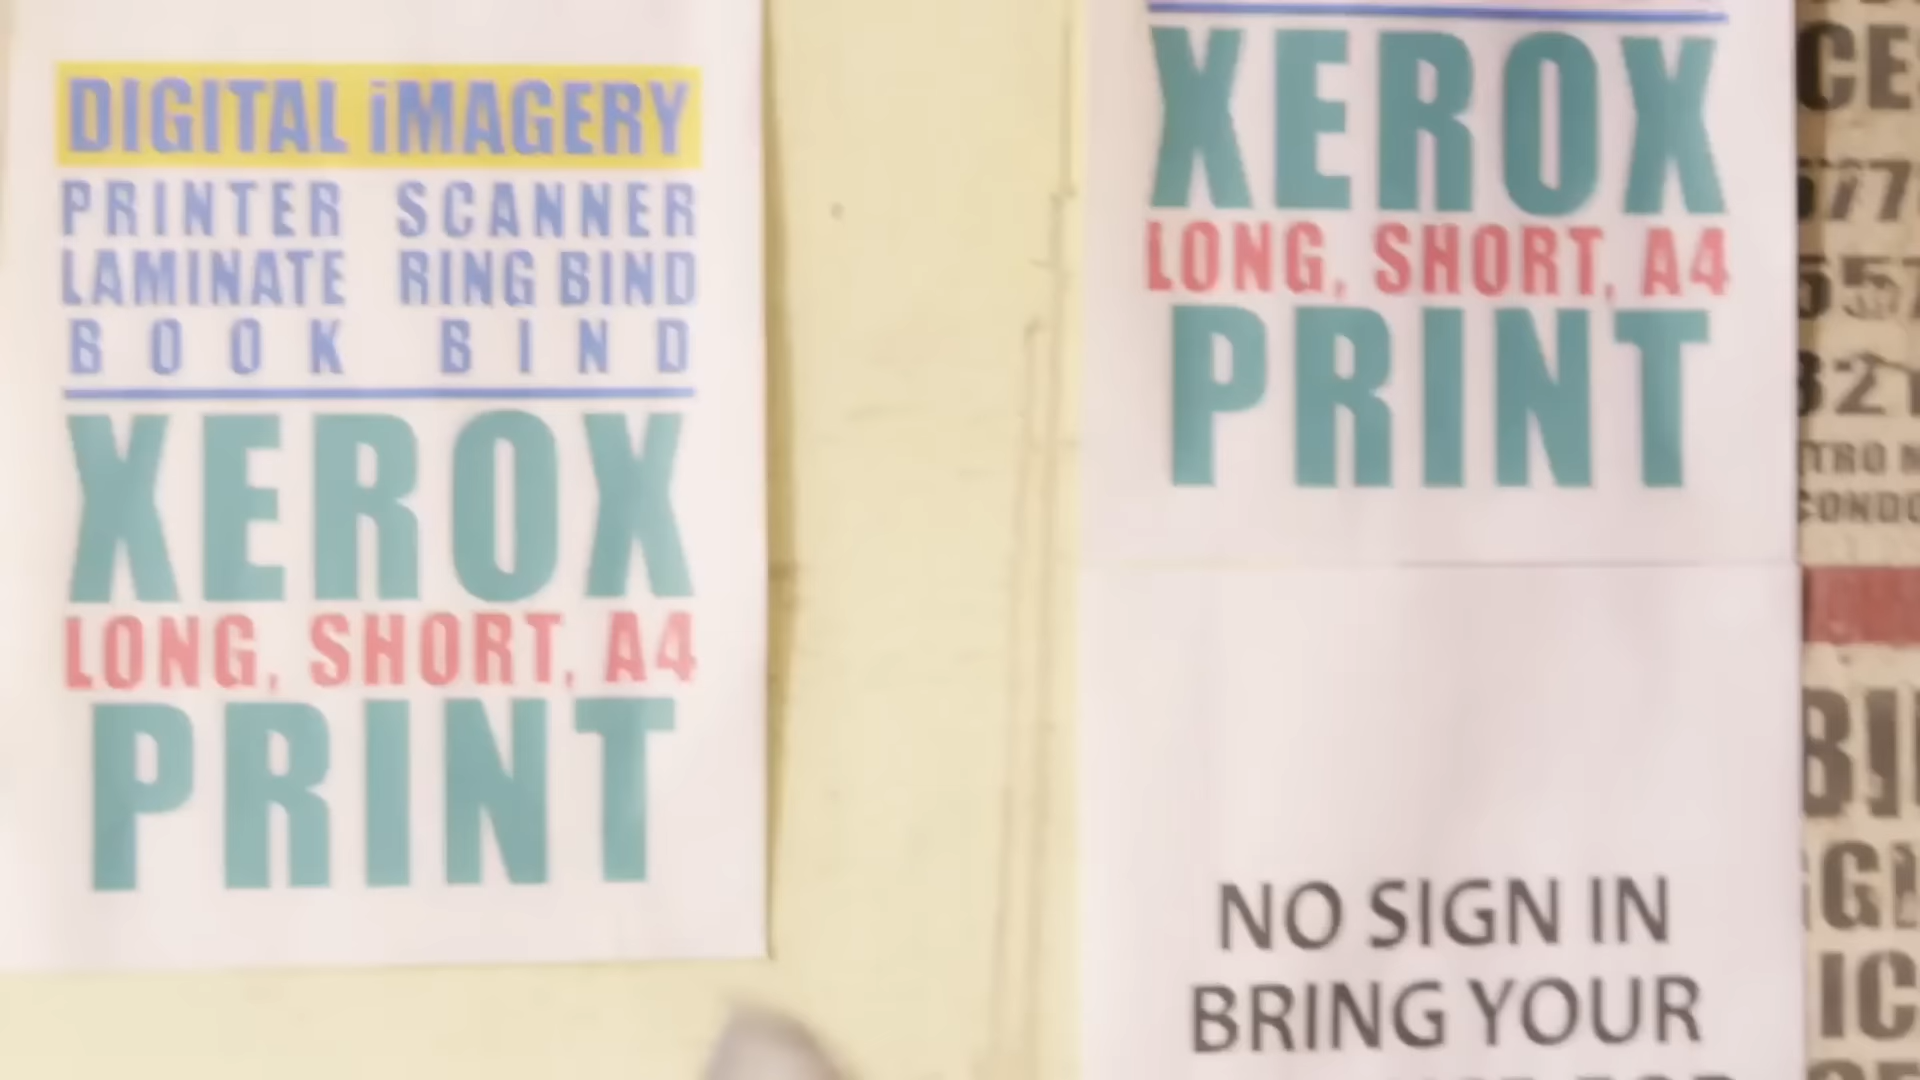 DIGITAL iMAGERY
PRINTER SCANNER
LAMINATE RING BIND
BOOK BIND
XEROX
LONG, SHORT, A4
PRINT
XEROX
LONG, SHORT, A4
PRINT
NO SIGN IN
BRING YOUR